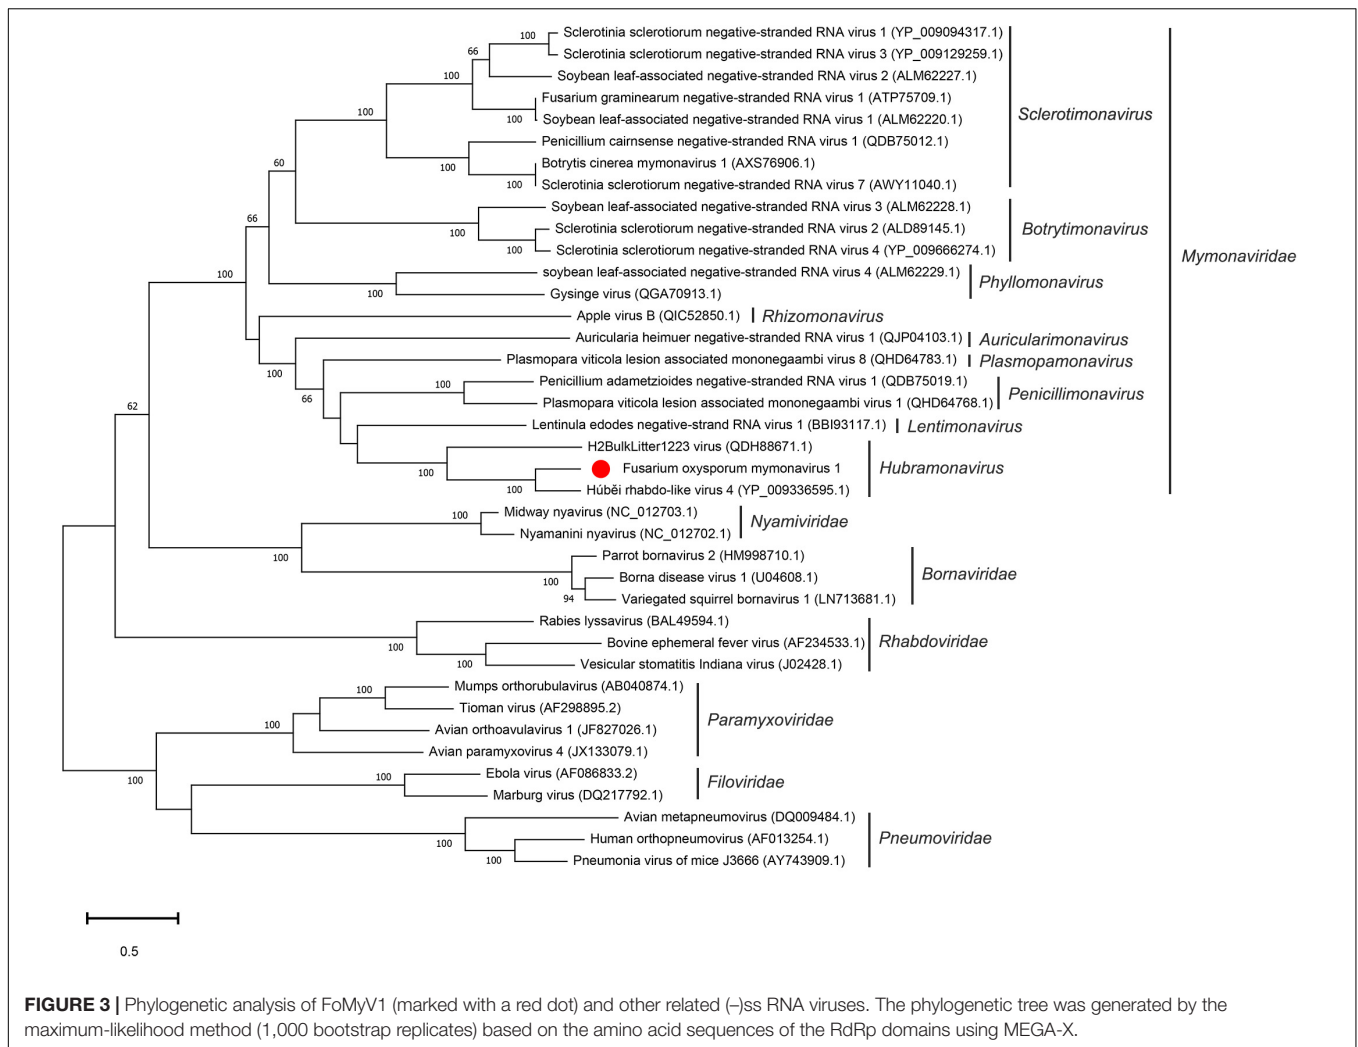 100 Sclerotinia sclerotiorum negative-stranded RNA virus 1 (YP_009094317.1)
66 Sclerotinia sclerotiorum negative-stranded RNA virus 3 (YP_009129259.1)
100 Soybean leaf-associated negative-stranded RNA virus 2 (ALM62227.1)
Fusarium graminearum negative-stranded RNA virus 1 (ATP75709.1)
100 100 Soybean leaf-associated negative-stranded RNA virus 1 (ALM62220.1)
Sclerotimonavirus
Penicillium cairnsense negative-stranded RNA virus 1 (QDB75012.1)
60 100 Botrytis cinerea mymonavirus 1 (AXS76906.1)
100 Sclerotinia sclerotiorum negative-stranded RNA virus 7 (AWY11040.1)
66 Soybean leaf-associated negative-stranded RNA virus 3 (ALM62228.1)
100 Sclerotinia sclerotiorum negative-stranded RNA virus 2 (ALD89145.1)
Botrytimonavirus
100 Sclerotinia sclerotiorum negative-stranded RNA virus 4 (YP_009666274.1)
Mymonaviridae
100 soybean leaf-associated negative-stranded RNA virus 4 (ALM62229.1)
Phyllomonavirus
100 Gysinge virus (QGA70913.1)
Apple virus B (QIC52850.1) Rhizomonavirus
Auricularia heimuer negative-stranded RNA virus 1 (QJP04103.1) Auricularimonavirus
100 Plasmopara viticola lesion associated mononegaambi virus 8 (QHD64783.1) Plasmopamonavirus
100 Penicillium adametzioides negative-stranded RNA virus 1 (QDB75019.1)
Penicillimonavirus
62 66 Plasmopara viticola lesion associated mononegaambi virus 1 (QHD64768.1)
Lentinula edodes negative-strand RNA virus 1 (BBI93117.1) Lentimonavirus
H2BulkLitter1223 virus (QDH88671.1)
100 Fusarium oxysporum mymonavirus 1 Hubramonavirus
100 Húběi rhabdo-like virus 4 (YP_009336595.1)
100 Midway nyavirus (NC_012703.1)
Nyamiviridae
Nyamanini nyavirus (NC_012702.1)
100 Parrot bornavirus 2 (HM998710.1)
100 Borna disease virus 1 (U04608.1) Bornaviridae
94 Variegated squirrel bornavirus 1 (LN713681.1)
Rabies lyssavirus (BAL49594.1)
100 Bovine ephemeral fever virus (AF234533.1) Rhabdoviridae
100 Vesicular stomatitis Indiana virus (J02428.1)
100 Mumps orthorubulavirus (AB040874.1)
Tioman virus (AF298895.2)
Paramyxoviridae
100 Avian orthoavulavirus 1 (JF827026.1)
Avian paramyxovirus 4 (JX133079.1)
100 100 Ebola virus (AF086833.2)
Filoviridae
Marburg virus (DQ217792.1)
Avian metapneumovirus (DQ009484.1)
100 Human orthopneumovirus (AF013254.1) Pneumoviridae
100 Pneumonia virus of mice J3666 (AY743909.1)
0.5
FIGURE 3 | Phylogenetic analysis of FoMyV1 (marked with a red dot) and other related (–)ss RNA viruses. The phylogenetic tree was generated by the
maximum-likelihood method (1,000 bootstrap replicates) based on the amino acid sequences of the RdRp domains using MEGA-X.